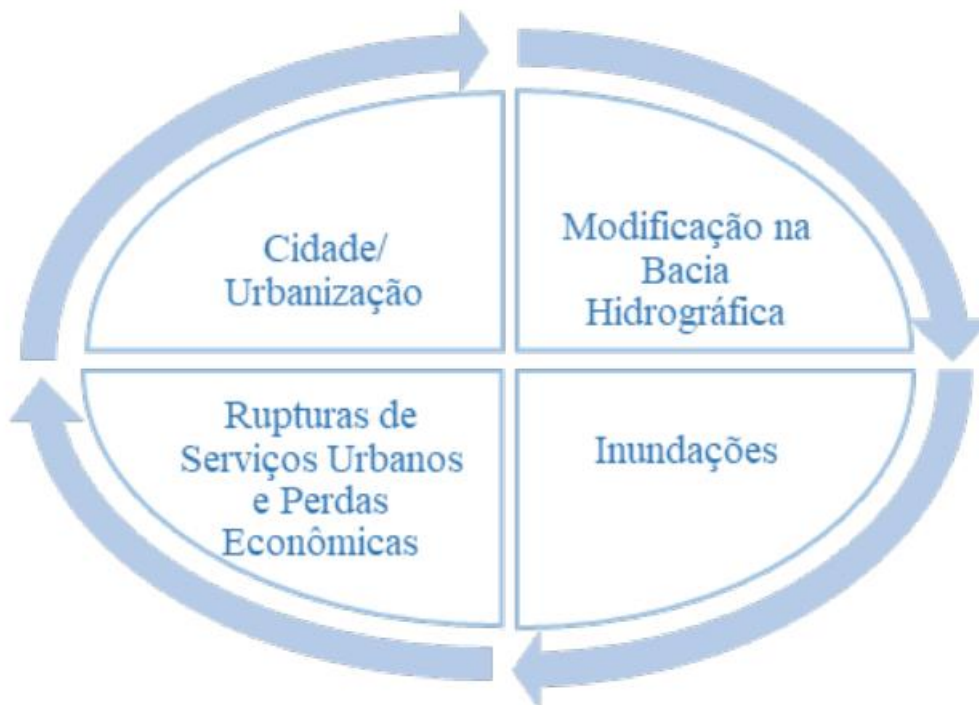 Cidade/
Urbanização
Modificação na
Bacia
Hidrográfica
Rupturas de
Serviços Urbanos
e Perdas
Econômicas
Inundações